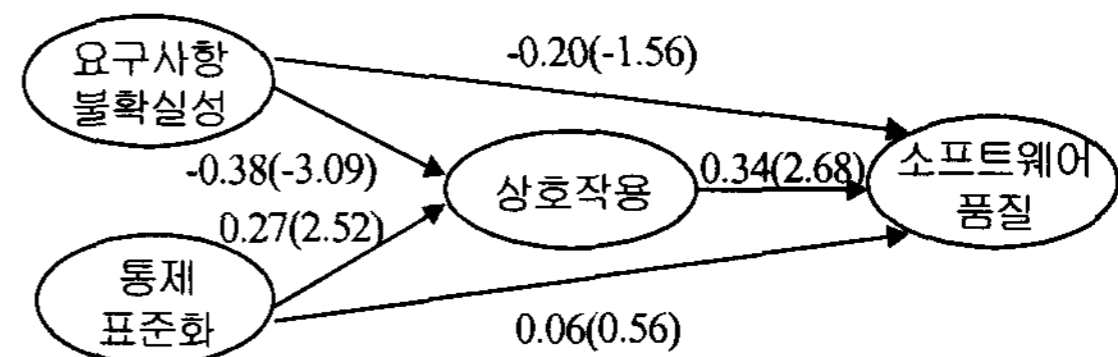 요구사항
불확실성
-0.20(-1.56)
-0.38(-3.09)
상호작용
0.34(2.68)
소프트웨어
품질
0.27(2.52)
통제
표준화
0.06(0.56)